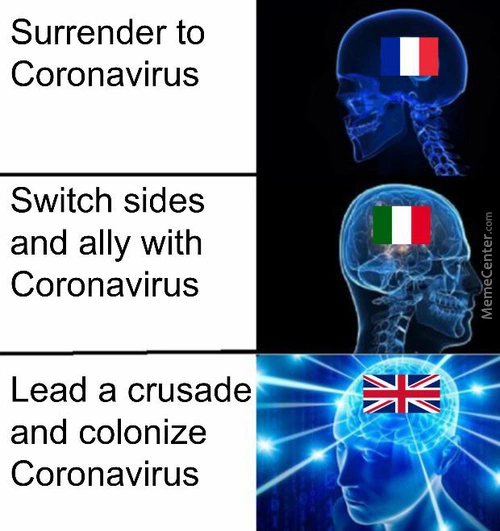 Surrender to
Coronavirus
Switch sides
and ally with
Coronavirus
MemeCenter.com
Lead a crusade
and colonize
Coronavirus